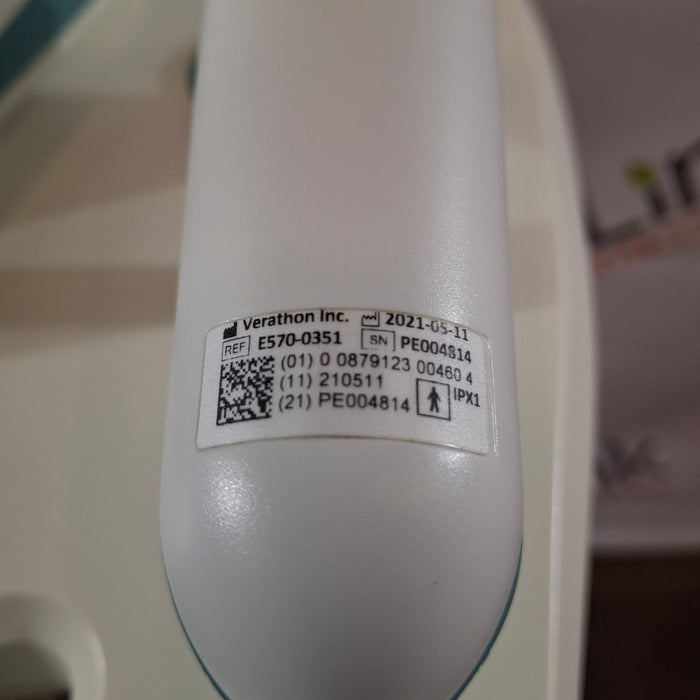 Verathon Inc. 2021-05-11
REF E570-0351 SN PE004814
(01) 0 0879123 00460 4
(11) 210511
(21) PE004814 IPX1